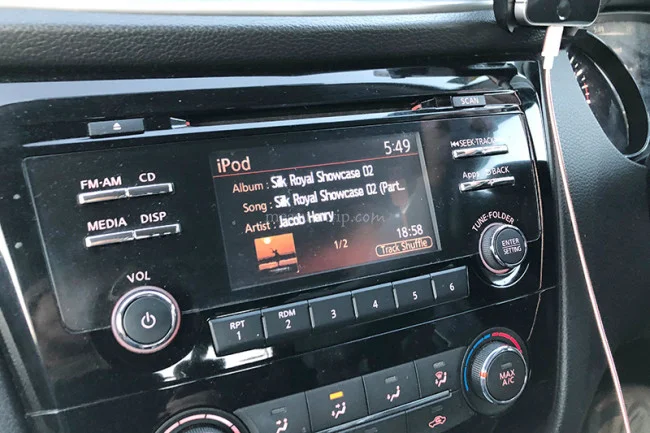 SCAN
iPod
5:49
SEEK·TRACK
Album : Silk Royal Showcase 02
Song : Silk Royal Showcase 02 (Part...
Artist : Jacob Henry
18:58
1/2
Track Shuffle
FM·AM
CD
MEDIA
DISP
Apps
BACK
TUNE·FOLDER
ENTER
SETTING
VOL
RPT
1
RDM
2
3
4
5
6
MAX
A/C